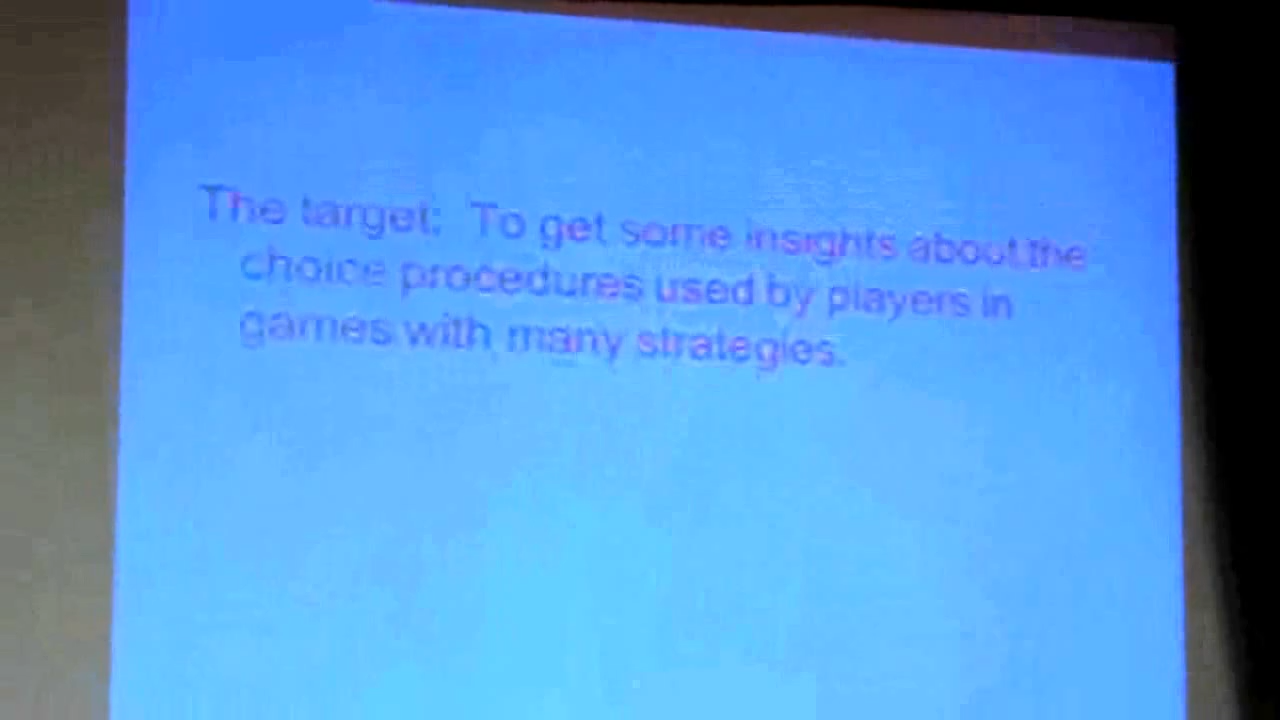 The target: To get some insights about the
choice procedures used by players in
games with many strategies.